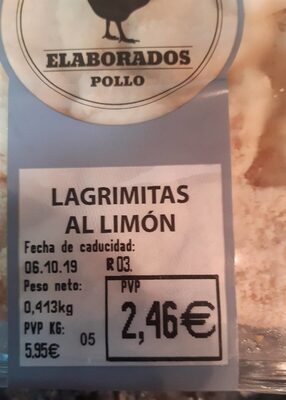 ELABORADOS
POLLO
LAGRIMITAS
AL LIMÓN
Fecha de caducidad:
06.10.19 R 03.
Peso neto: PVP
0,413kg 2,46€
PVP KG: 05
5.95€